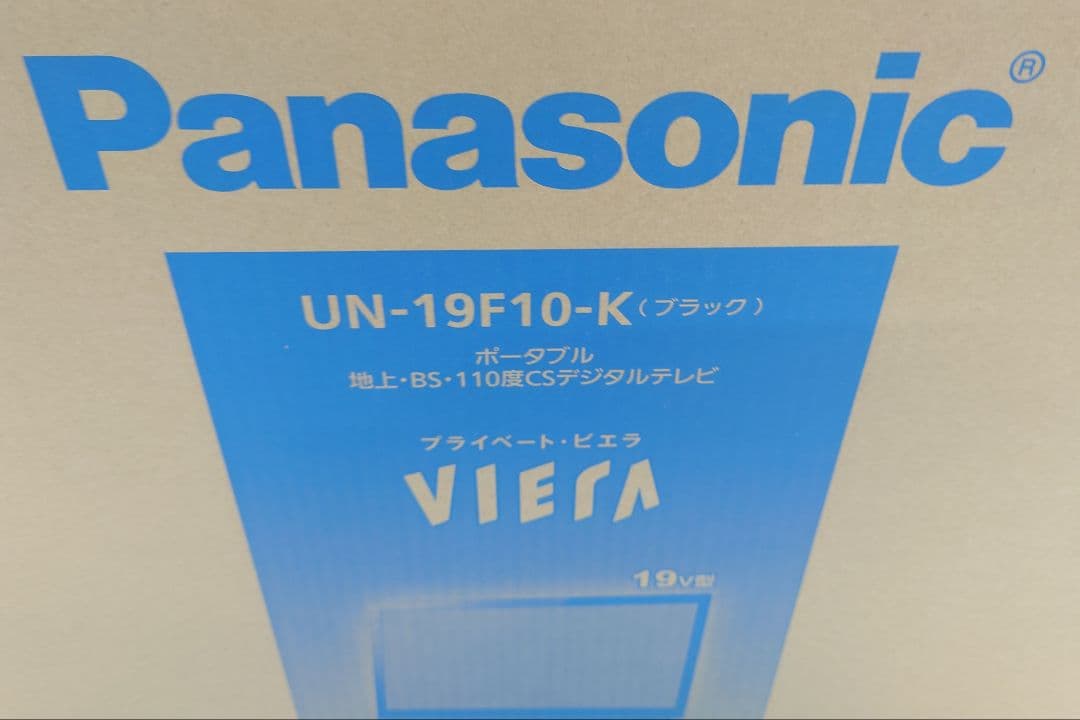 Panasonic®
UN-19F10-K（ブラック）
ポータブル
地上・BS・110度CSデジタルテレビ
プライベート・ビエラ
VIERA
19V型